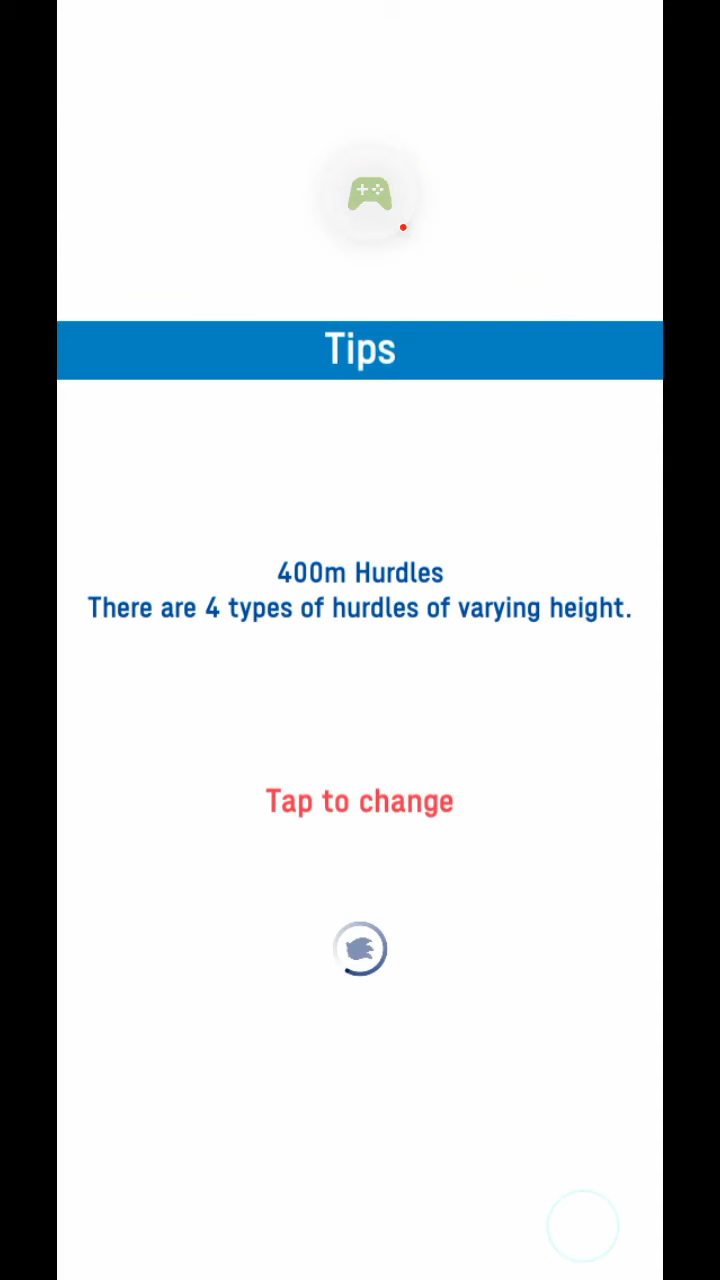 Tips
400m Hurdles
There are 4 types of hurdles of varying height.
Tap to change